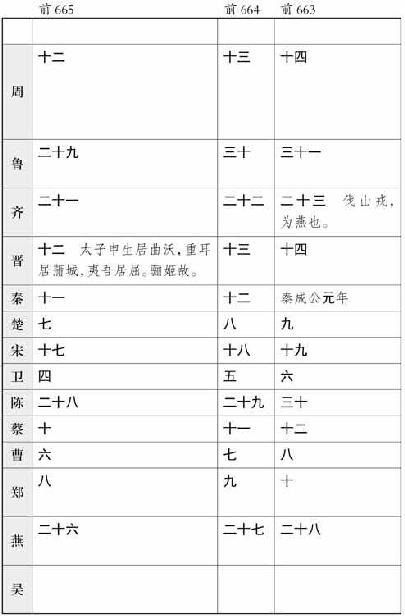 前665 前664 前663
周 十二 十三 十四
鲁 二十九 三十 三十一
齐 二十一 二十二 二十三 伐山戎，
为燕也。
晋 十二 太子申生居曲沃，重耳 十三 十四
居蒲城，夷吾居屈。骊姬故。
秦 十一 十二 秦成公元年
楚 七 八 九
宋 十七 十八 十九
卫 四 五 六
陈 二十八 二十九 三十
蔡 十 十一 十二
曹 六 七 八
郑 八 九 十
燕 二十六 二十七 二十八
吴